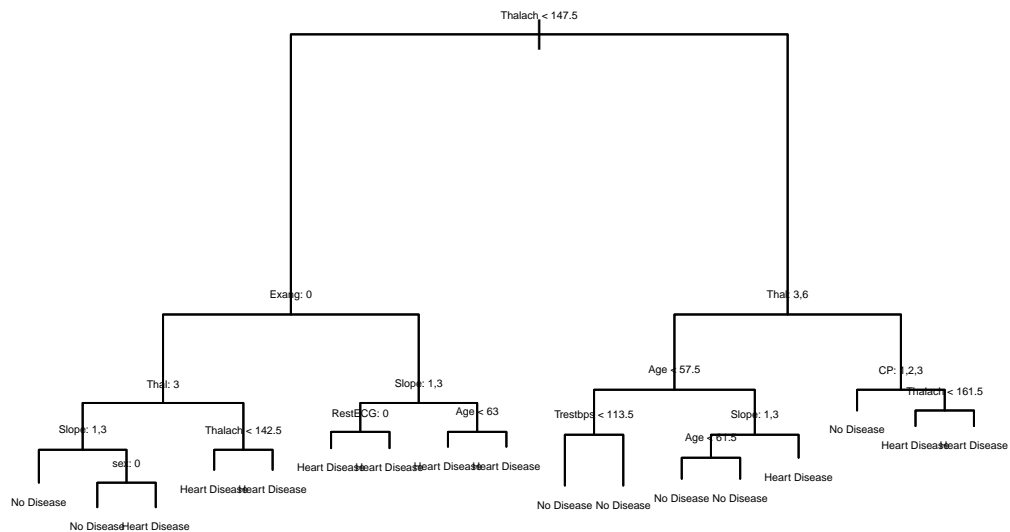 Thalach < 147.5
Exang: 0
Thal: 3,6
Thal: 3
Slope: 1,3
Age < 57.5
CP: 1,2,3
Slope: 1,3
Thalach < 142.5
RestECG: 0
Age < 63
Trestbps < 113.5
Slope: 1,3
No Disease
Thalach < 161.5
No Disease
sex: 0
Heart Disease
Heart Disease
Heart Disease
Heart Disease
Heart Disease
Heart Disease
Age < 61.5
Heart Disease
Heart Disease
Heart Disease
No Disease
Heart Disease
No Disease
No Disease
No Disease
No Disease